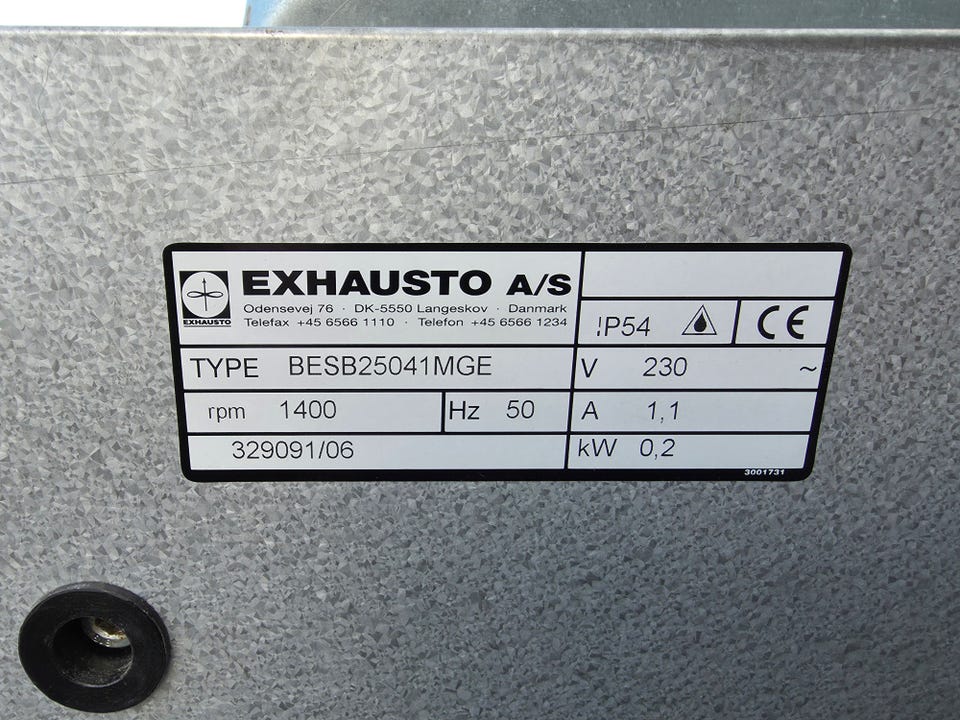 EXHAUSTO A/S
EXHAUSTO
Odensevej 76 · DK-5550 Langeskov · Danmark
Telefax +45 6566 1110 · Telefon +45 6566 1234
IP54 CE
TYPE BESB25041MGE V 230 ~
rpm 1400 Hz 50 A 1,1
329091/06 kW 0,2
3001731